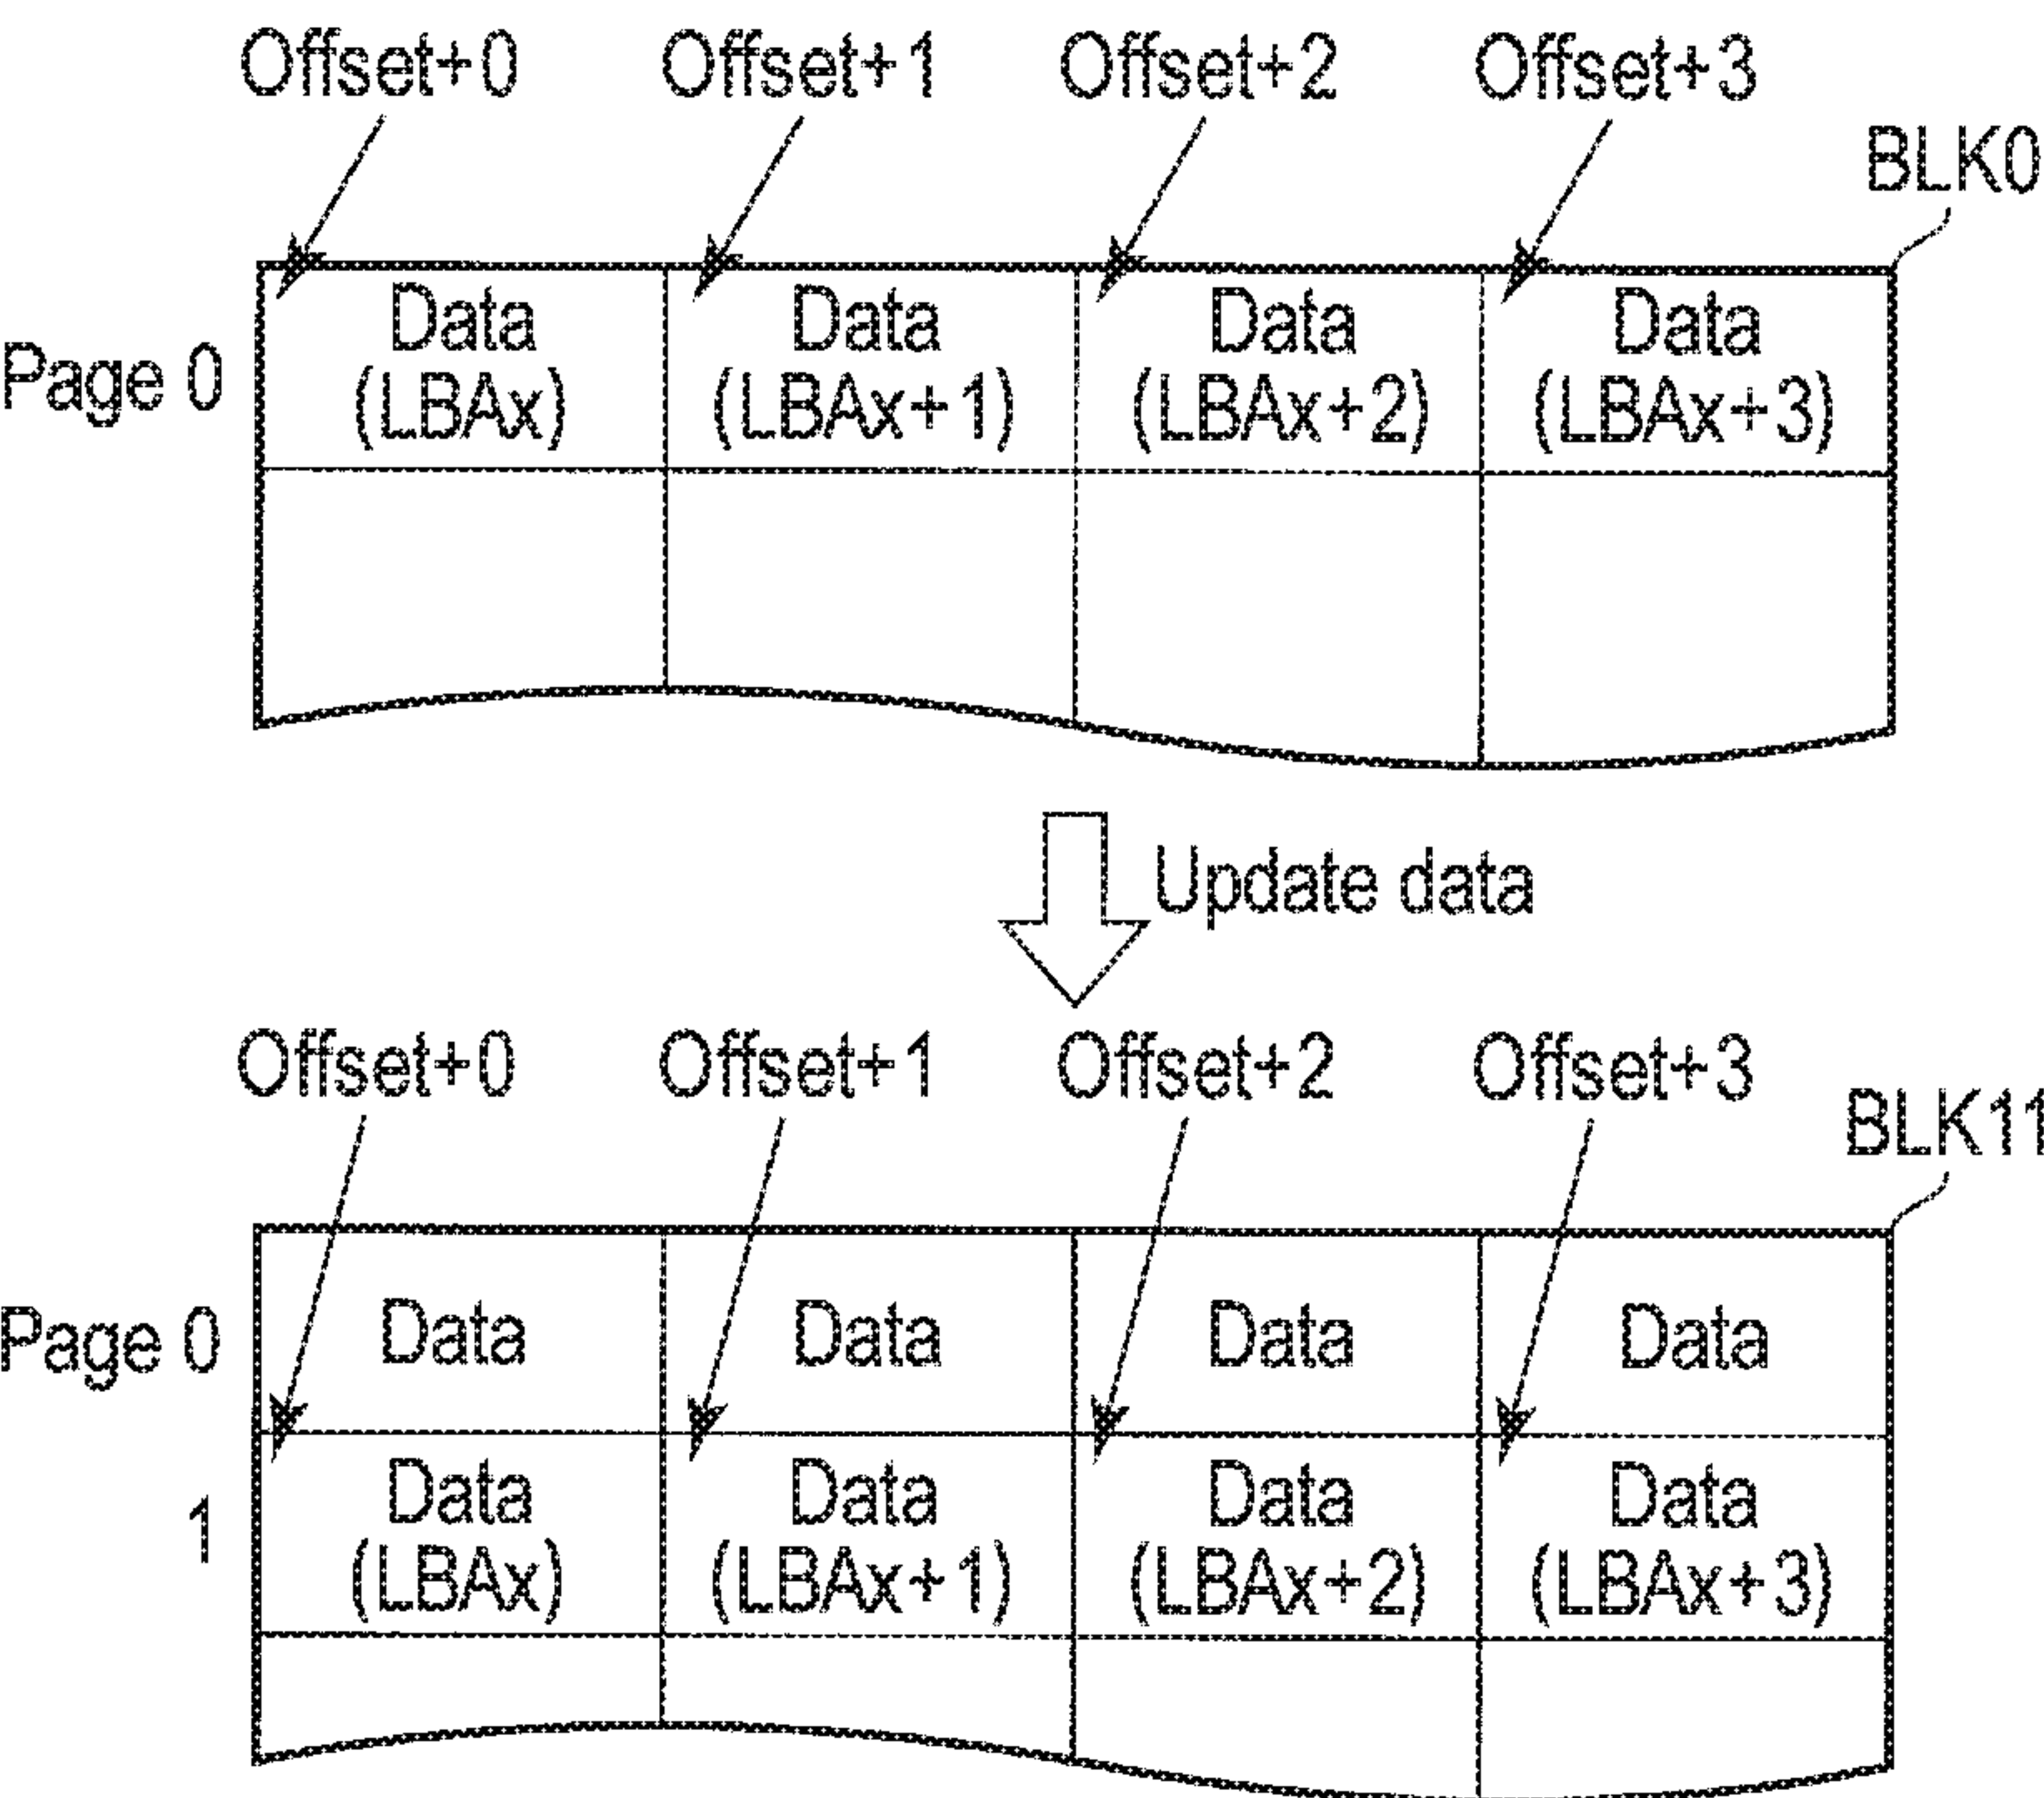 Offset+0 Offset+1 Offset+2 Offset+3
BLK0
Page 0
Data Data Data Data
(LBAx) (LBAx+1) (LBAx+2) (LBAx+3)
Update data
Offset+0 Offset+1 Offset+2 Offset+3
BLK11
Page 0 Data Data Data Data
1
Data Data Data Data
(LBAx) (LBAx+1) (LBAx+2) (LBAx+3)